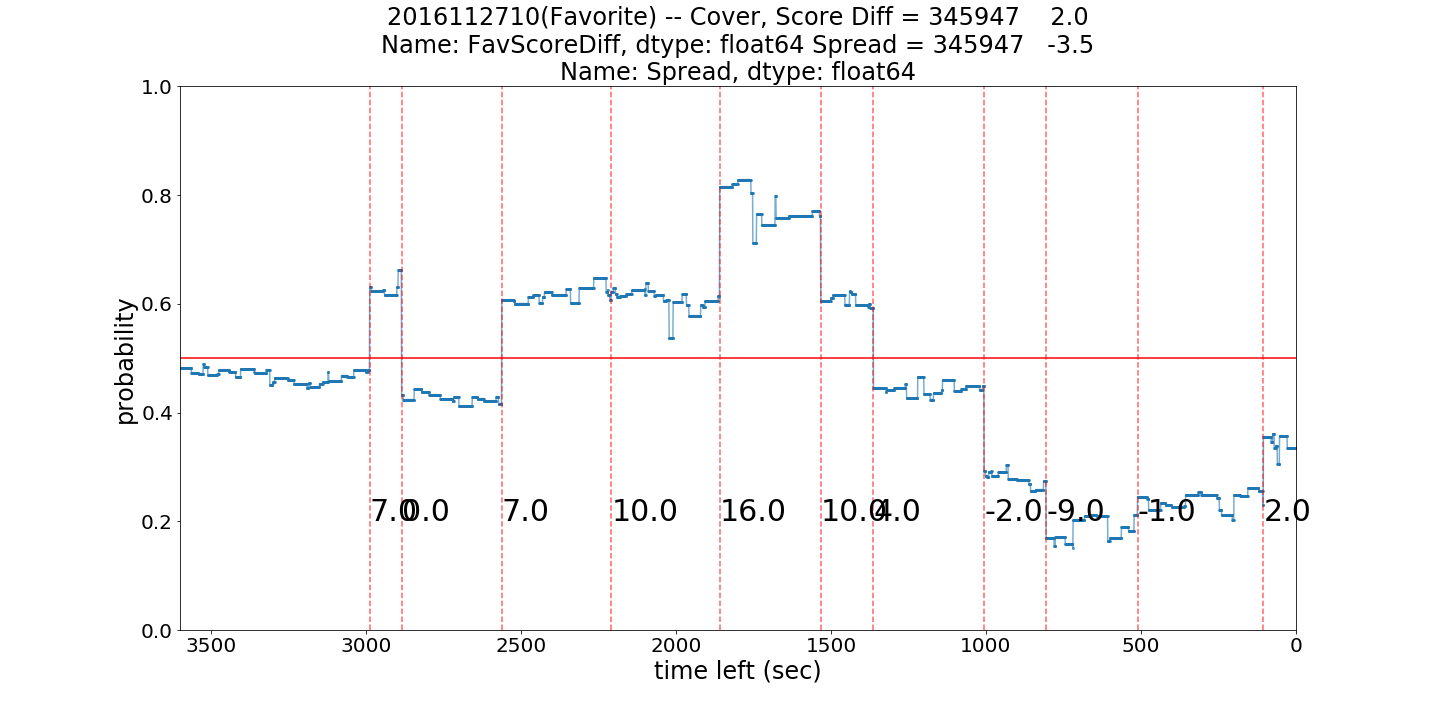 2016112710(Favorite) -- Cover, Score Diff = 345947    2.0
Name: FavScoreDiff, dtype: float64 Spread = 345947   -3.5
Name: Spread, dtype: float64
1.0
0.8
0.6
0.4
0.2
0.0
probability
7.0 0.0 7.0 10.0 16.0 10.0 4.0 -2.0 -9.0 -1.0 2.0
3500 3000 2500 2000 1500 1000 500 0
time left (sec)